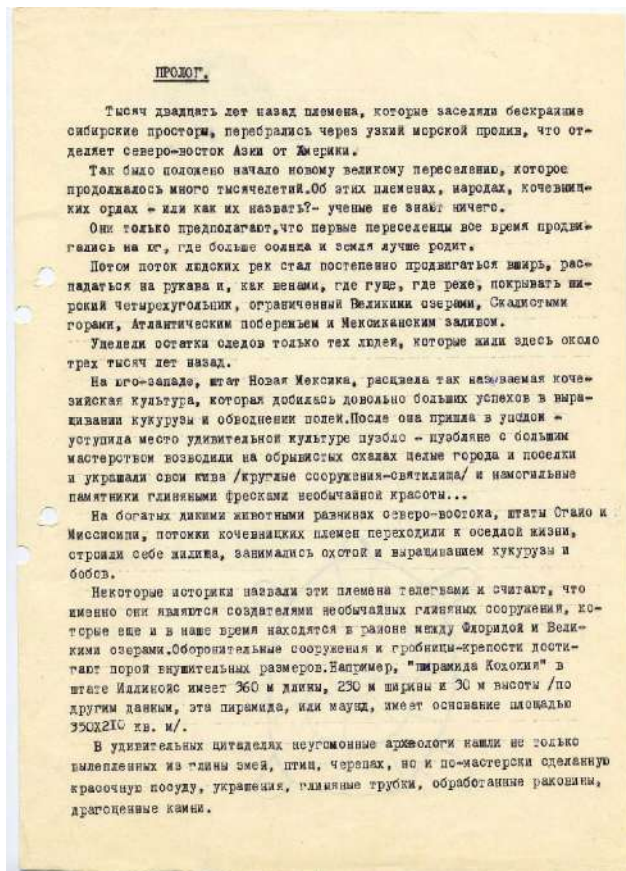 ПРОЛОГ.
Тысяч двадцать лет назад племена, которые заселяли бескрайние
сибирские просторы, перебрались через узкий морской пролив, что от-
деляет северо-восток Азии от Америки.
Так было положено начало новому великому переселению, которое
продолжалось много тысячелетий.Об этих племенах, народах, кочевниц-
ких ордах - или как их назвать?- ученые не знают ничего.
Они только предполагают,что первые переселенцы все время продви-
гались на юг, где больше солнца и земля лучше родит.
Потом поток людских рек стал постепенно продвигаться вширь, рас-
падаться на рукава и, как венами, где гуще, где реже, покрывать ши-
рокий четырехугольник, ограниченный Великими озерами, Скалистыми
горами, Атлантическим побережьем и Мексиканским заливом.
Уцелели остатки следов только тех людей, которые жили здесь около
трех тысяч лет назад.
На юго-западе, штат Новая Мексика, расцвела так называемая коче-
зийская культура, которая добилась довольно больших успехов в выра-
щивании кукурузы и обводнении полей.После она пришла в упадок -
уступила место удивительной культуре пуэбло - пуэбляне с большим
мастерством возводили на обрывистых скалах целые города и поселки
и украшали свои кива /круглые сооружения-святилища/ и намогильные
памятники глиняными фресками необычайной красоты...
На богатых дикими животными равнинах северо-востока, штаты Огайо и
Миссисипи, потомки кочевницких племен переходили к оседлой жизни,
строили себе жилища, занимались охотой и выращиванием кукурузы и
бобов.
Некоторые историки назвали эти племена телегвами и считают, что
именно они являются создателями необычайных глиняных сооружений, ко-
торые еще и в наше время находятся в районе между Флоридой и Вели-
кими озерами.Оборонительные сооружения и гробницы-крепости дости-
гают порой внушительных размеров.Например, "пирамида Кохокия" в
штате Иллинойс имеет 360 м длины, 230 м ширины и 30 м высоты /по
другим данным, эта пирамида, или маунд, имеет основание площадью
350X210 кв. м/.
В удивительных цитаделях неугомонные археологи нашли не только
вылепленных из глины змей, птиц, черепах, но и по-мастерски сделанную
красочную посуду, украшения, глиняные трубки, обработанные раковины,
драгоценные камни.